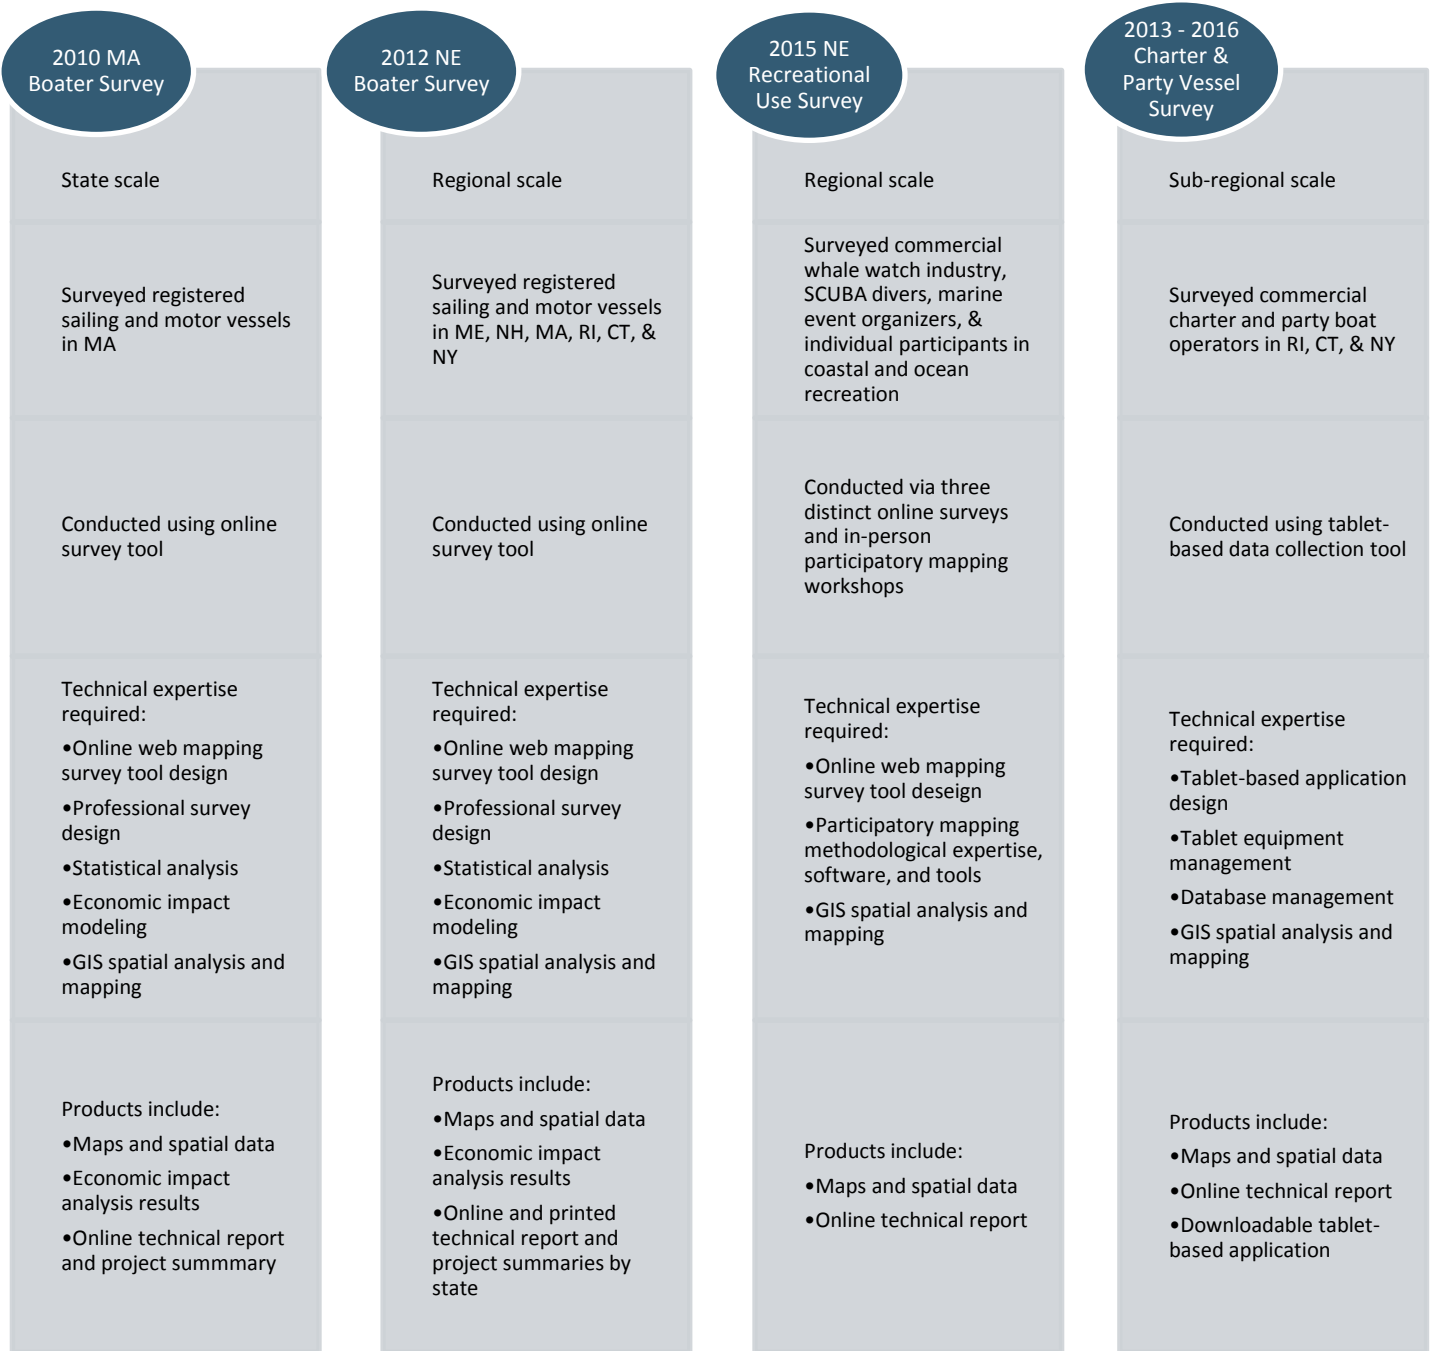 2010 MA
Boater Survey
State scale
Surveyed registered
sailing and motor vessels
in MA
Conducted using online
survey tool
Technical expertise
required:
•Online web mapping
survey tool design
•Professional survey
design
•Statistical analysis
•Economic impact
modeling
•GIS spatial analysis and
mapping
Products include:
•Maps and spatial data
•Economic impact
analysis results
•Online technical report
and project summmary
2012 NE
Boater Survey
Regional scale
Surveyed registered
sailing and motor vessels
in ME, NH, MA, RI, CT, &
NY
Conducted using online
survey tool
Technical expertise
required:
•Online web mapping
survey tool design
•Professional survey
design
•Statistical analysis
•Economic impact
modeling
•GIS spatial analysis and
mapping
Products include:
•Maps and spatial data
•Economic impact
analysis results
•Online and printed
technical report and
project summaries by
state
2015 NE
Recreational
Use Survey
Regional scale
Surveyed commercial
whale watch industry,
SCUBA divers, marine
event organizers, &
individual participants in
coastal and ocean
recreation
Conducted via three
distinct online surveys
and in-person
participatory mapping
workshops
Technical expertise
required:
•Online web mapping
survey tool deseign
•Participatory mapping
methodological expertise,
software, and tools
•GIS spatial analysis and
mapping
Products include:
•Maps and spatial data
•Online technical report
2013 - 2016
Charter &
Party Vessel
Survey
Sub-regional scale
Surveyed commercial
charter and party boat
operators in RI, CT, & NY
Conducted using tablet-
based data collection tool
Technical expertise
required:
•Tablet-based application
design
•Tablet equipment
management
•Database management
•GIS spatial analysis and
mapping
Products include:
•Maps and spatial data
•Online technical report
•Downloadable tablet-
based application